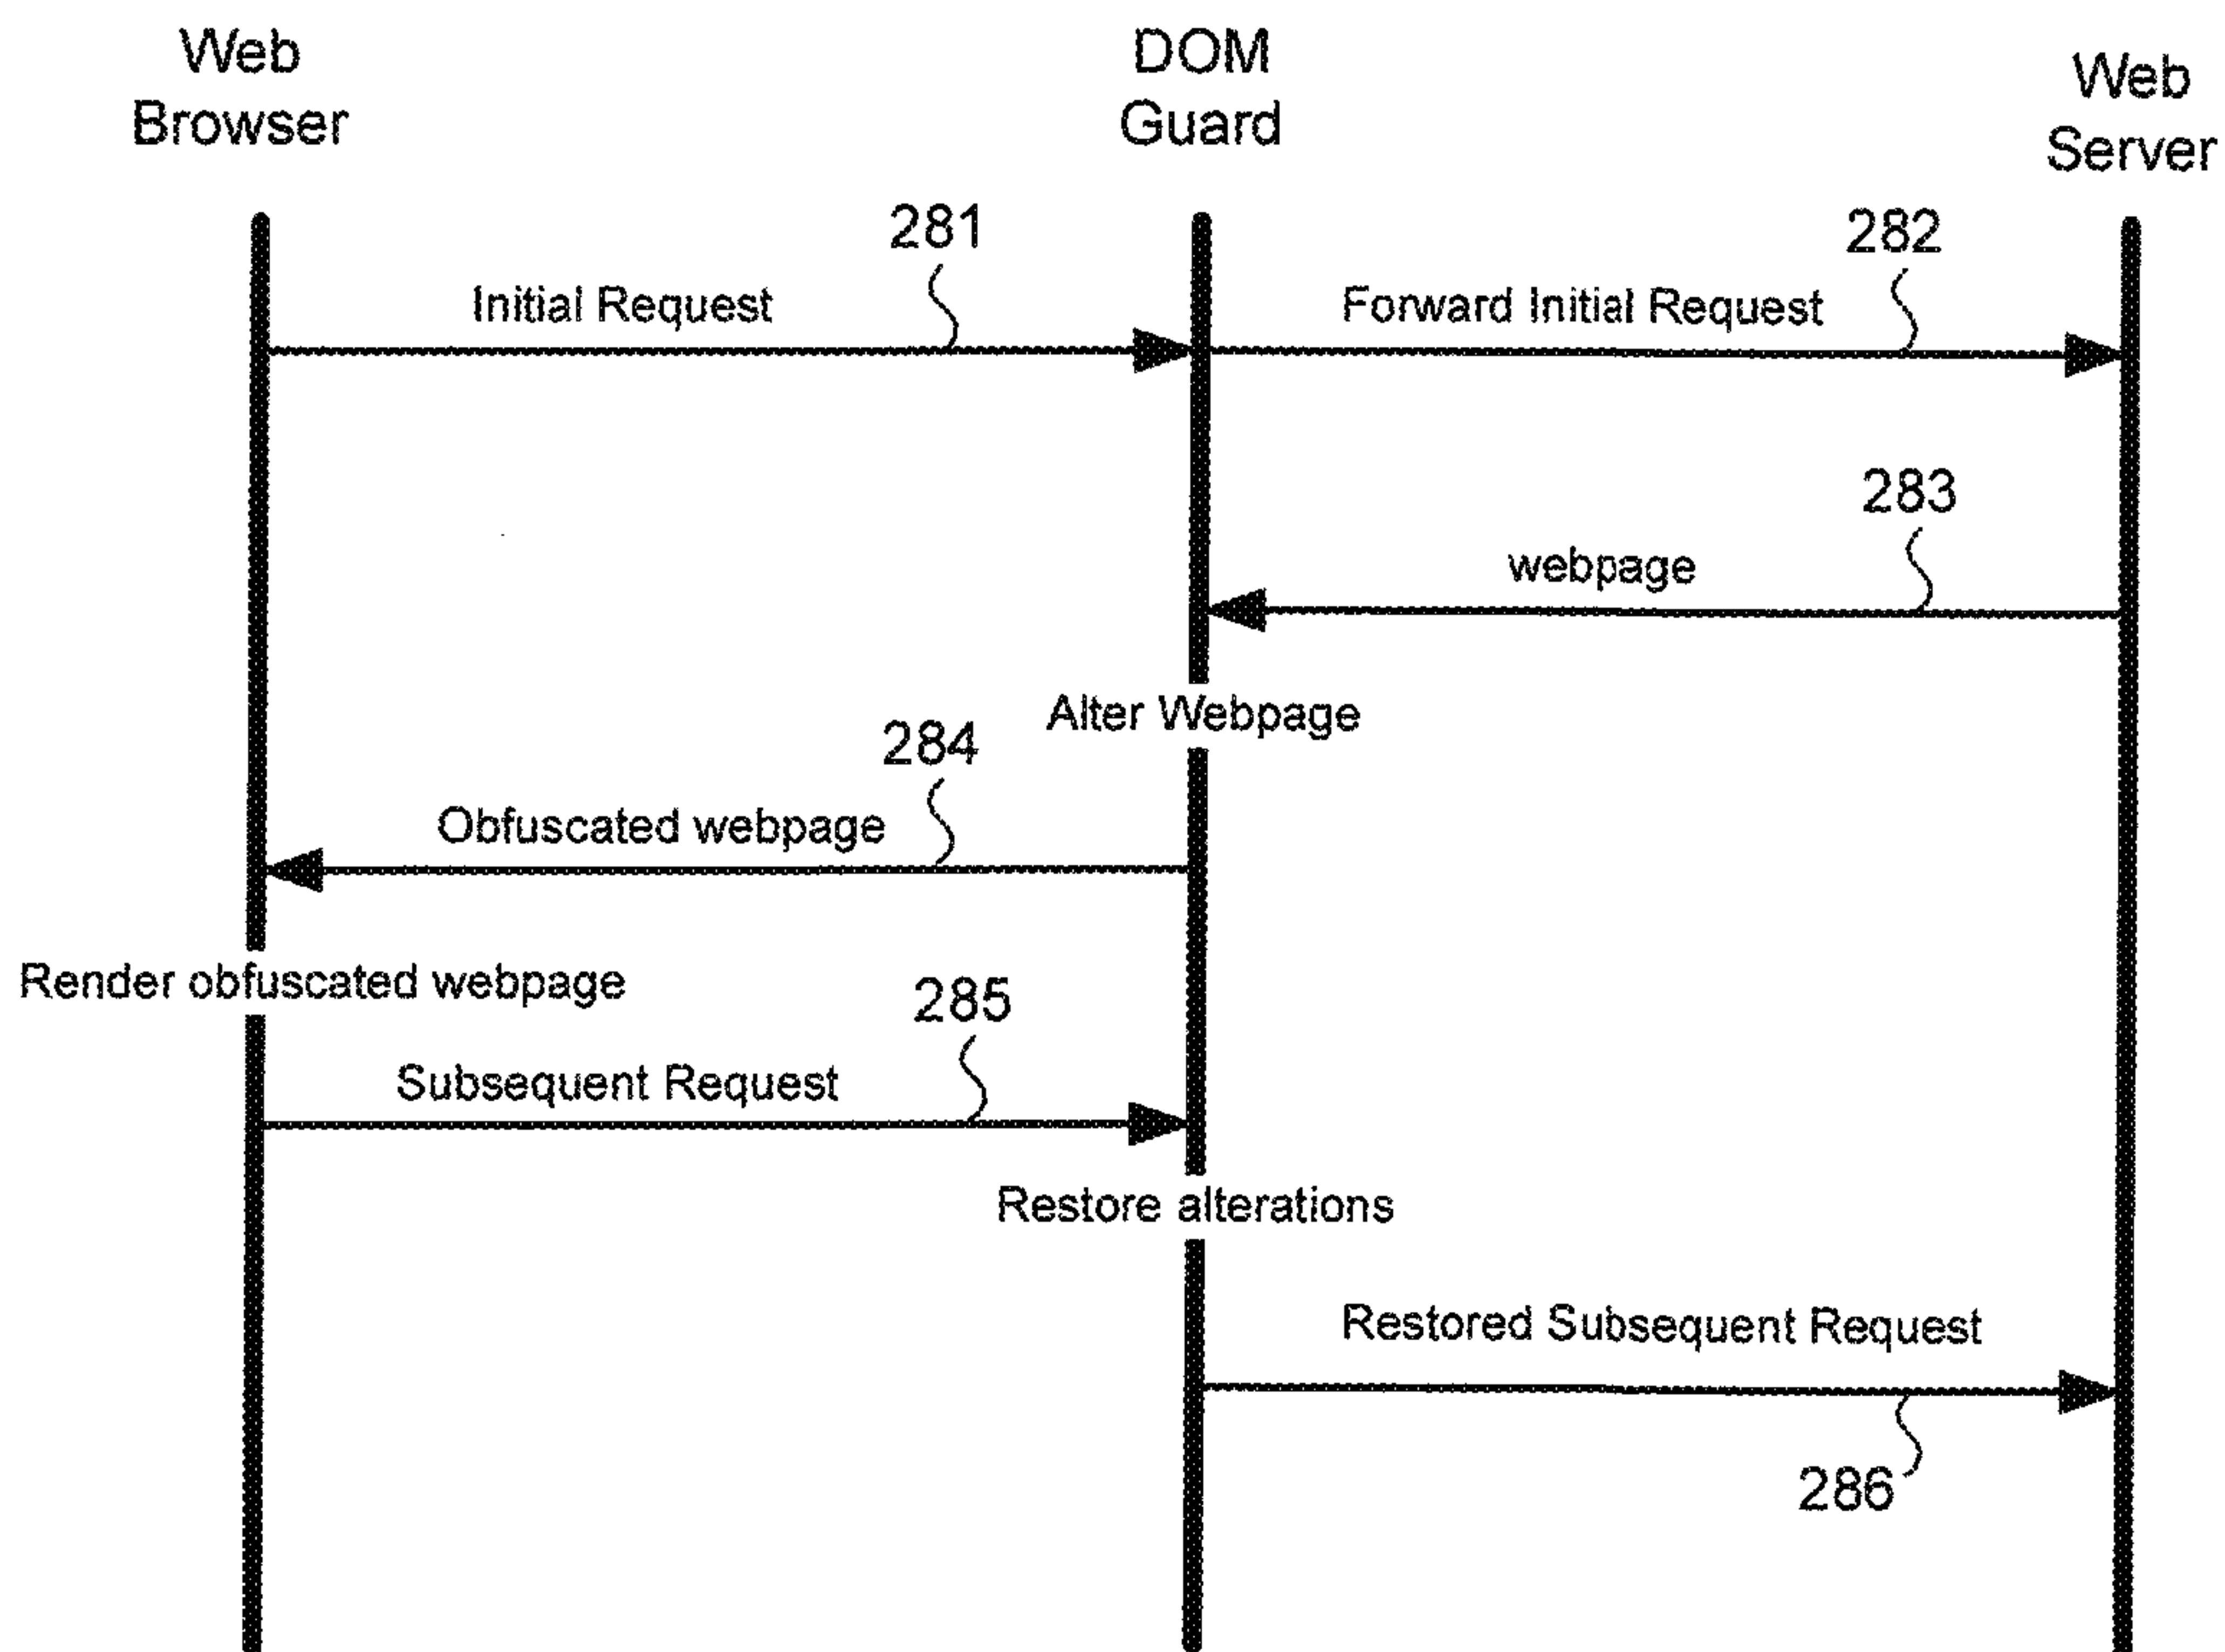 Web
Browser
DOM
Guard
Web
Server
281
282
Initial Request
Forward Initial Request
283
webpage
Alter Webpage
284
Obfuscated webpage
Render obfuscated webpage
285
Subsequent Request
Restore alterations
Restored Subsequent Request
286